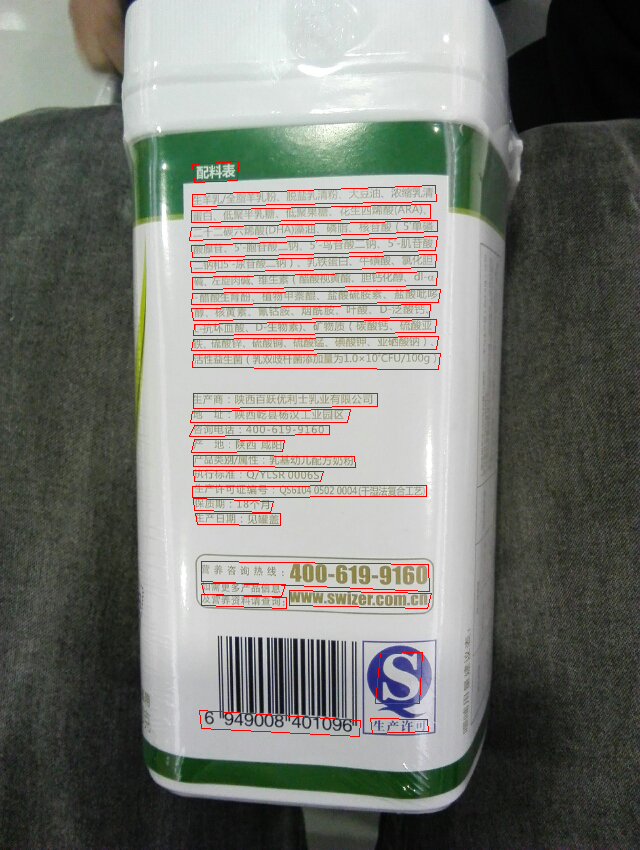 配料表
生羊乳/全脂羊乳粉、脱盐乳清粉、大豆油、浓缩乳清
蛋白、低聚半乳糖、低聚果糖、花生四烯酸(ARA)、
二十二碳六烯酸(DHA)藻油、磷脂、核苷酸（5'单磷
酸腺苷、5'-胞苷酸二钠、5'-鸟苷酸二钠、5'-肌苷酸
二钠和5'-尿苷酸二钠）、乳铁蛋白、牛磺酸、氯化胆
碱、左旋肉碱、维生素（醋酸视黄酯、胆钙化醇、dl-α
-醋酸生育酚、植物甲萘醌、盐酸硫胺素、盐酸吡哆
醇、核黄素、氰钴胺、烟酰胺、叶酸、D-泛酸钙、
L-抗坏血酸、D-生物素)、矿物质（碳酸钙、硫酸亚
铁、硫酸锌、硫酸铜、硫酸锰、碘酸钾、亚硒酸钠）、
活性益生菌（乳双歧杆菌添加量为1.0×10⁶CFU/100g）
生产商：陕西百跃优利士乳业有限公司
地 址：陕西乾县杨汉工业园区
咨询电话：400-619-9160
产 地：陕西 咸阳
产品类别/属性：乳基幼儿配方奶粉
执行标准：Q/YLSR 0006S
生产许可证编号：QS6104 0502 0004(干湿法复合工艺)
保质期：18个月
生产日期：见罐盖
营养咨询热线：400-619-9160
如需更多产品信息
及营养资料请查询：www.swizer.com.cn
6 949008 401096
S
生产许可